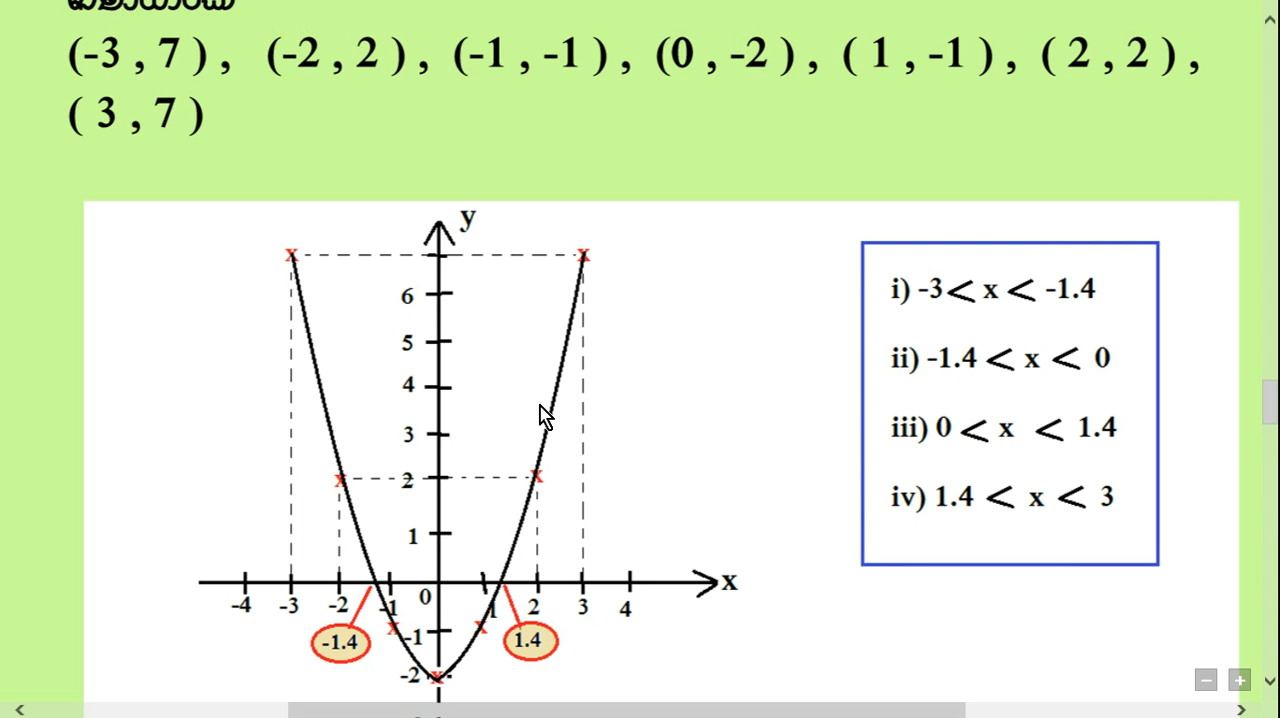 (-3 , 7 ) ,  (-2 , 2 ) , (-1 , -1 ) , (0 , -2 ) , ( 1 , -1 ) , ( 2 , 2 ) ,
( 3 , 7 )
y
6
5
4
3
2
1
0
x
-4 -3 -2 -1 1 2 3 4
-1.4
1.4
-1
-2
i) -3 < x < -1.4
ii) -1.4 < x < 0
iii) 0 < x < 1.4
iv) 1.4 < x < 3